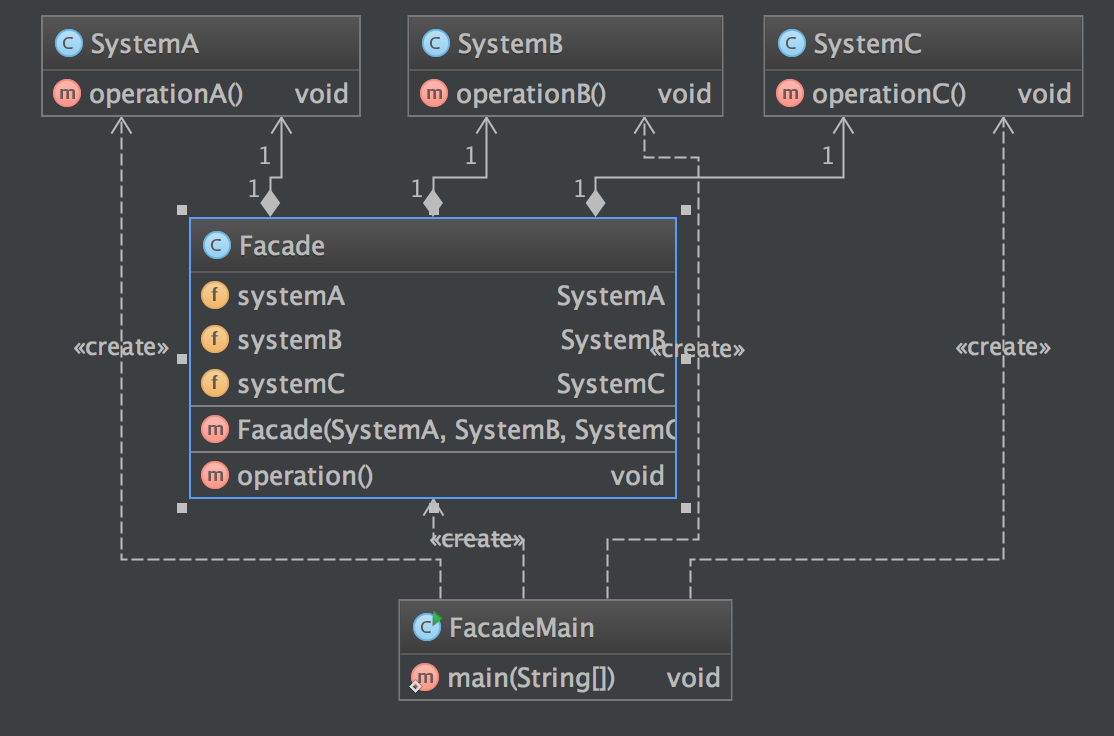 C SystemA
m operationA() void
C SystemB
m operationB() void
C SystemC
m operationC() void
1
1
1
1
1
1
C Facade
f systemA SystemA
f systemB SystemB
f systemC SystemC
m Facade(SystemA, SystemB, SystemC
m operation() void
«create»
«create»
«create»
«create»
C FacadeMain
m main(String[]) void